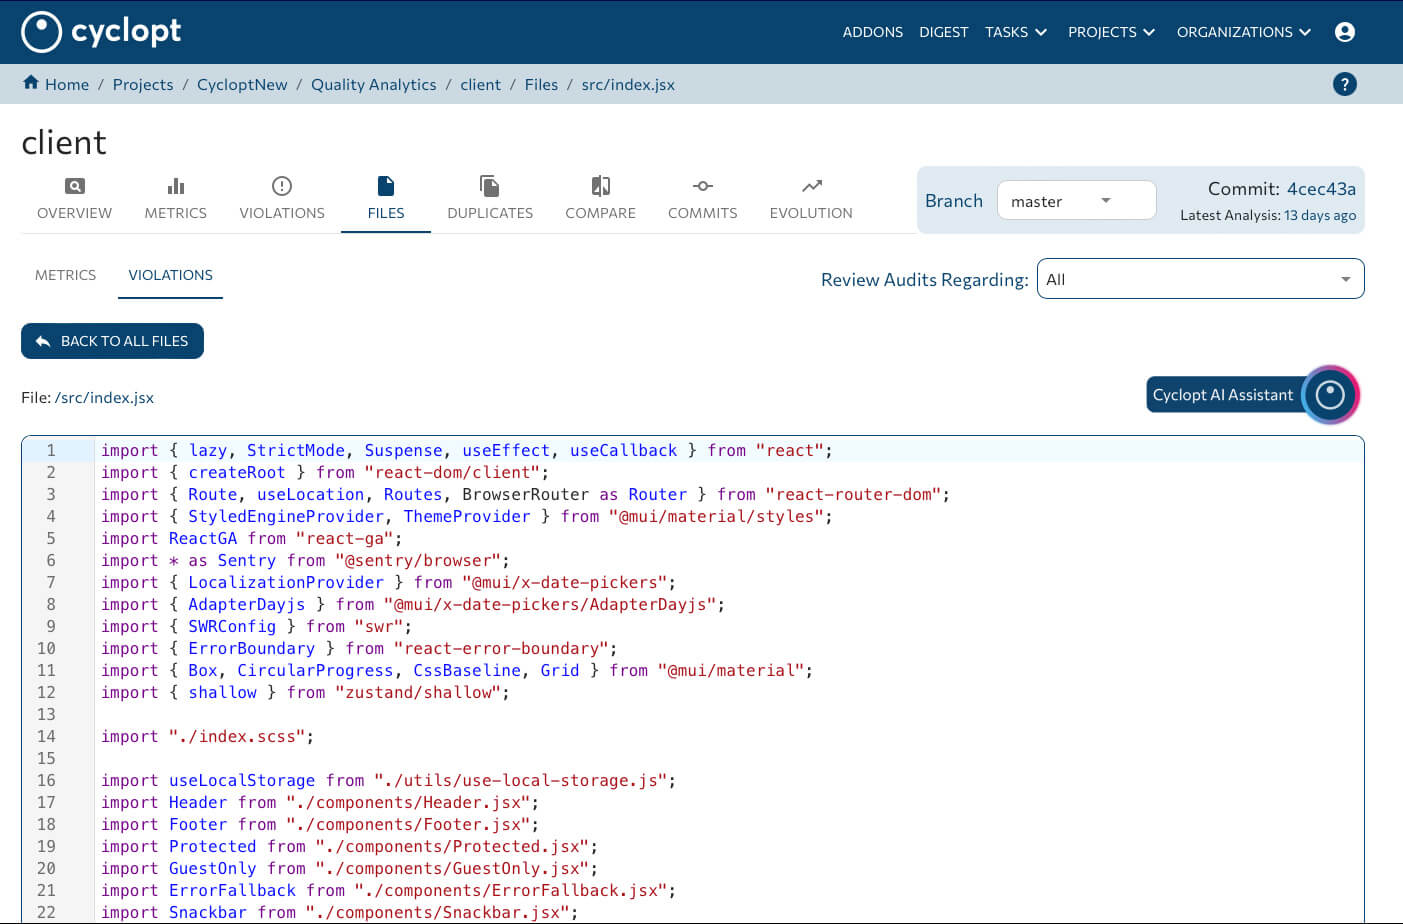 cyclopt
ADDONS DIGEST TASKS PROJECTS ORGANIZATIONS
Home / Projects / CycloptNew / Quality Analytics / client / Files / src/index.jsx ?
client
OVERVIEW METRICS VIOLATIONS FILES DUPLICATES COMPARE COMMITS EVOLUTION
Branch master
Commit: 4cec43a
Latest Analysis: 13 days ago
METRICS VIOLATIONS
Review Audits Regarding: All
BACK TO ALL FILES
File: /src/index.jsx
Cyclopt AI Assistant
1 import { lazy, StrictMode, Suspense, useEffect, useCallback } from "react";
2 import { createRoot } from "react-dom/client";
3 import { Route, useLocation, Routes, BrowserRouter as Router } from "react-router-dom";
4 import { StyledEngineProvider, ThemeProvider } from "@mui/material/styles";
5 import ReactGA from "react-ga";
6 import * as Sentry from "@sentry/browser";
7 import { LocalizationProvider } from "@mui/x-date-pickers";
8 import { AdapterDayjs } from "@mui/x-date-pickers/AdapterDayjs";
9 import { SWRConfig } from "swr";
10 import { ErrorBoundary } from "react-error-boundary";
11 import { Box, CircularProgress, CssBaseline, Grid } from "@mui/material";
12 import { shallow } from "zustand/shallow";
13
14 import "./index.scss";
15
16 import useLocalStorage from "./utils/use-local-storage.js";
17 import Header from "./components/Header.jsx";
18 import Footer from "./components/Footer.jsx";
19 import Protected from "./components/Protected.jsx";
20 import GuestOnly from "./components/GuestOnly.jsx";
21 import ErrorFallback from "./components/ErrorFallback.jsx";
22 import Snackbar from "./components/Snackbar.jsx";